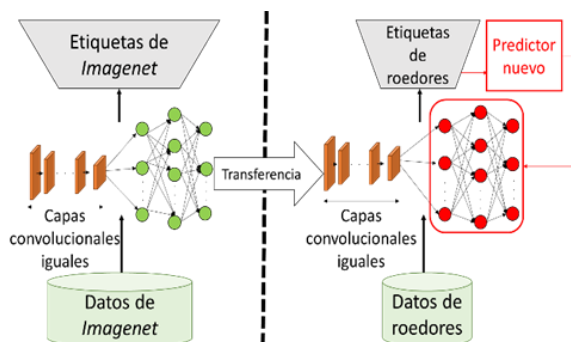 Etiquetas de
Imagenet
Capas
convolucionales
iguales
Datos de
Imagenet
Transferencia
Etiquetas
de
roedores
Predictor
nuevo
Capas
convolucionales
iguales
Datos de
roedores